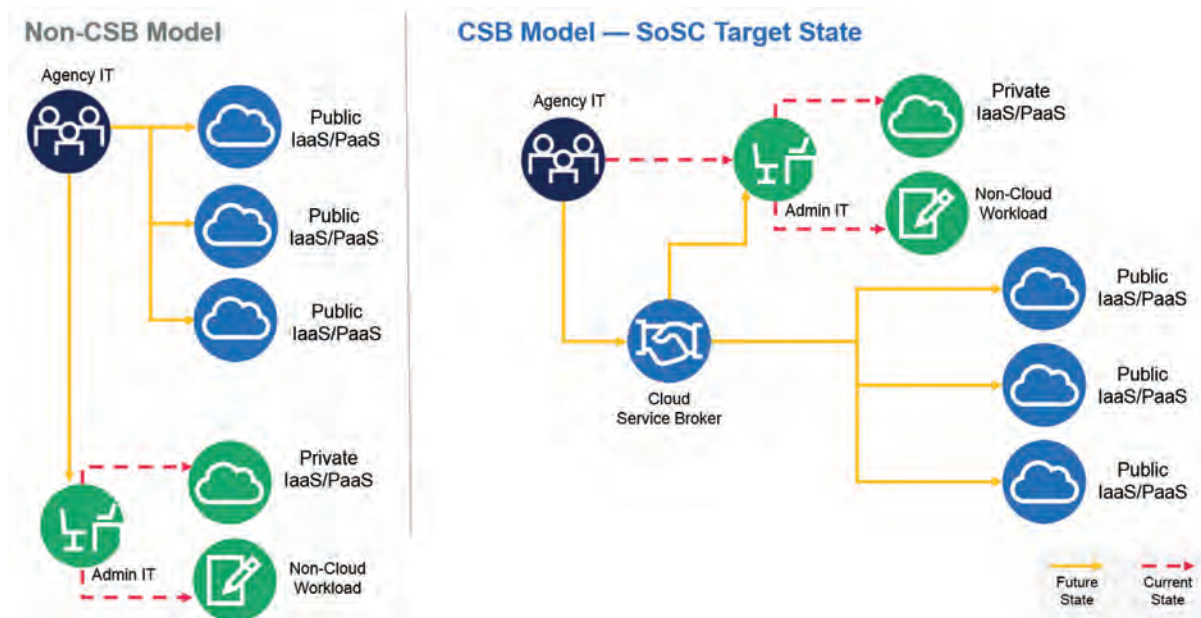 Non-CSB Model
Agency IT
Public
IaaS/PaaS
Public
IaaS/PaaS
Public
IaaS/PaaS
Private
IaaS/PaaS
Admin IT
Non-Cloud
Workload
CSB Model — SoSC Target State
Agency IT
Private
IaaS/PaaS
Admin IT
Non-Cloud
Workload
Cloud
Service Broker
Public
IaaS/PaaS
Public
IaaS/PaaS
Public
IaaS/PaaS
Future
State
Current
State